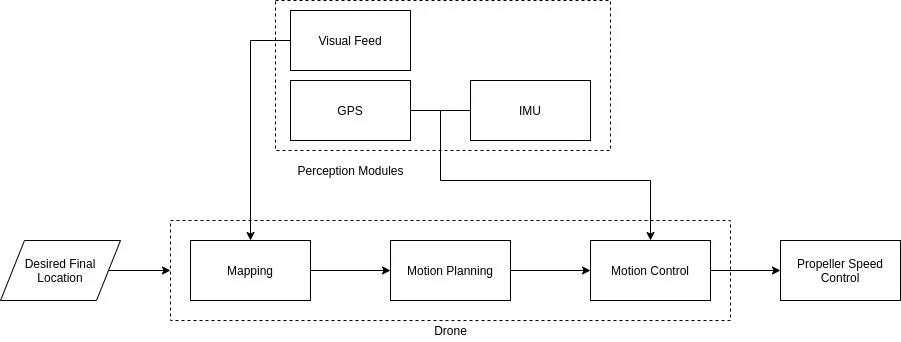 Visual Feed
GPS
IMU
Perception Modules
Desired Final
Location
Mapping
Motion Planning
Motion Control
Propeller Speed
Control
Drone